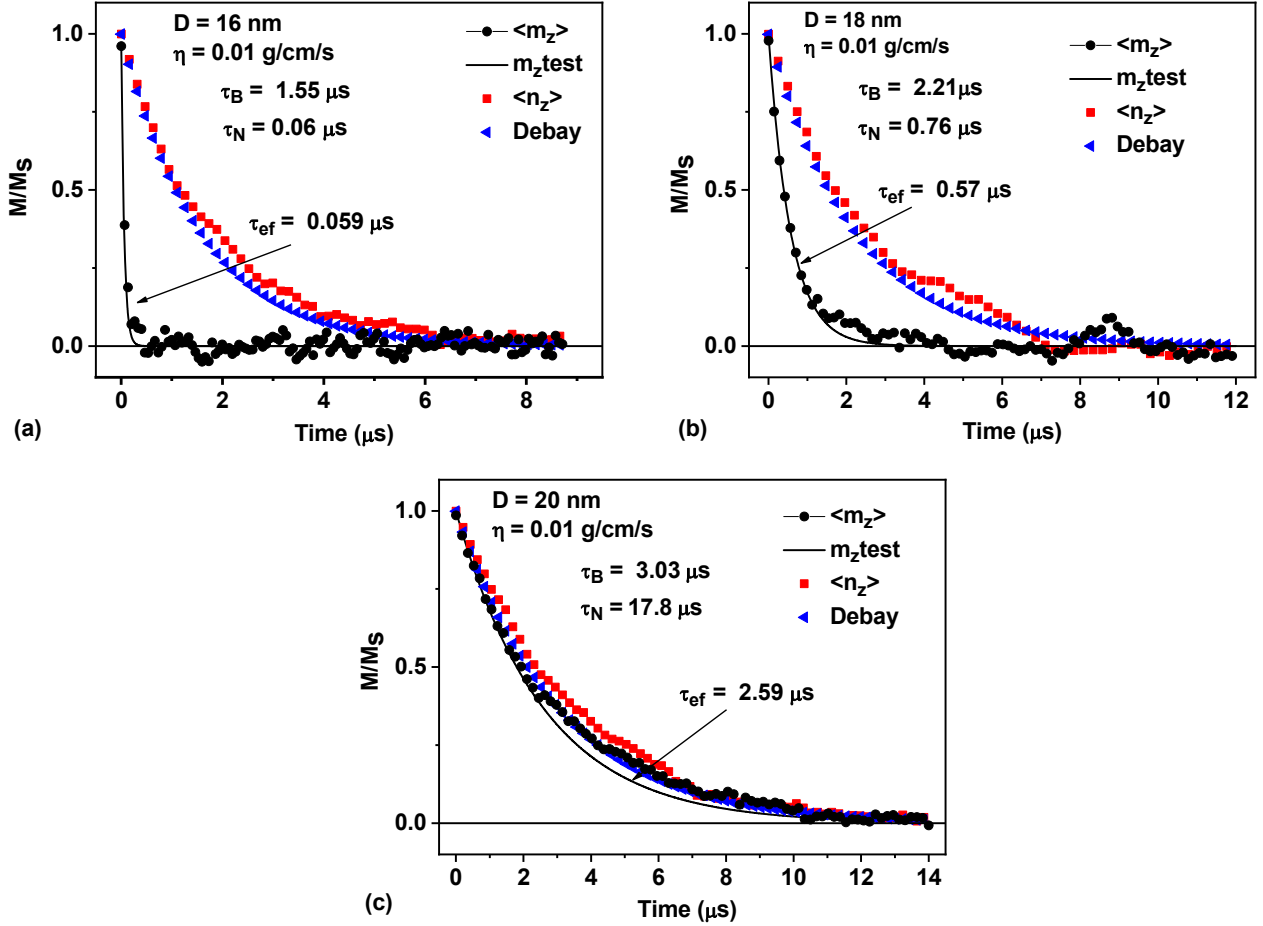 D = 16 nm
η = 0.01 g/cm/s
τB = 1.55 μs
τN = 0.06 μs
<mz>
mztest
<nz>
Debay
τef = 0.059 μs
M/Ms
1.0
0.5
0.0
0 2 4 6 8
Time (μs)
(a)
D = 18 nm
η = 0.01 g/cm/s
τB = 2.21μs
τN = 0.76 μs
<mz>
mztest
<nz>
Debay
τef = 0.57 μs
M/Ms
1.0
0.5
0.0
0 2 4 6 8 10 12
Time (μs)
(b)
D = 20 nm
η = 0.01 g/cm/s
τB = 3.03 μs
τN = 17.8 μs
<mz>
mztest
<nz>
Debay
τef = 2.59 μs
M/Ms
1.0
0.5
0.0
0 2 4 6 8 10 12 14
Time (μs)
(c)